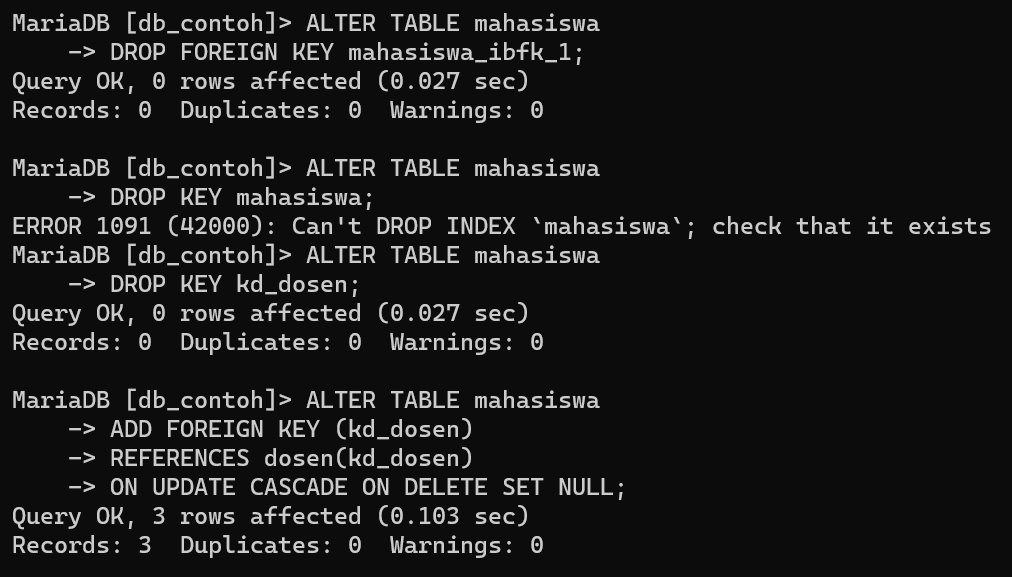 MariaDB [db_contoh]> ALTER TABLE mahasiswa
    -> DROP FOREIGN KEY mahasiswa_ibfk_1;
Query OK, 0 rows affected (0.027 sec)
Records: 0  Duplicates: 0  Warnings: 0

MariaDB [db_contoh]> ALTER TABLE mahasiswa
    -> DROP KEY mahasiswa;
ERROR 1091 (42000): Can't DROP INDEX `mahasiswa`; check that it exists
MariaDB [db_contoh]> ALTER TABLE mahasiswa
    -> DROP KEY kd_dosen;
Query OK, 0 rows affected (0.027 sec)
Records: 0  Duplicates: 0  Warnings: 0

MariaDB [db_contoh]> ALTER TABLE mahasiswa
    -> ADD FOREIGN KEY (kd_dosen)
    -> REFERENCES dosen(kd_dosen)
    -> ON UPDATE CASCADE ON DELETE SET NULL;
Query OK, 3 rows affected (0.103 sec)
Records: 3  Duplicates: 0  Warnings: 0